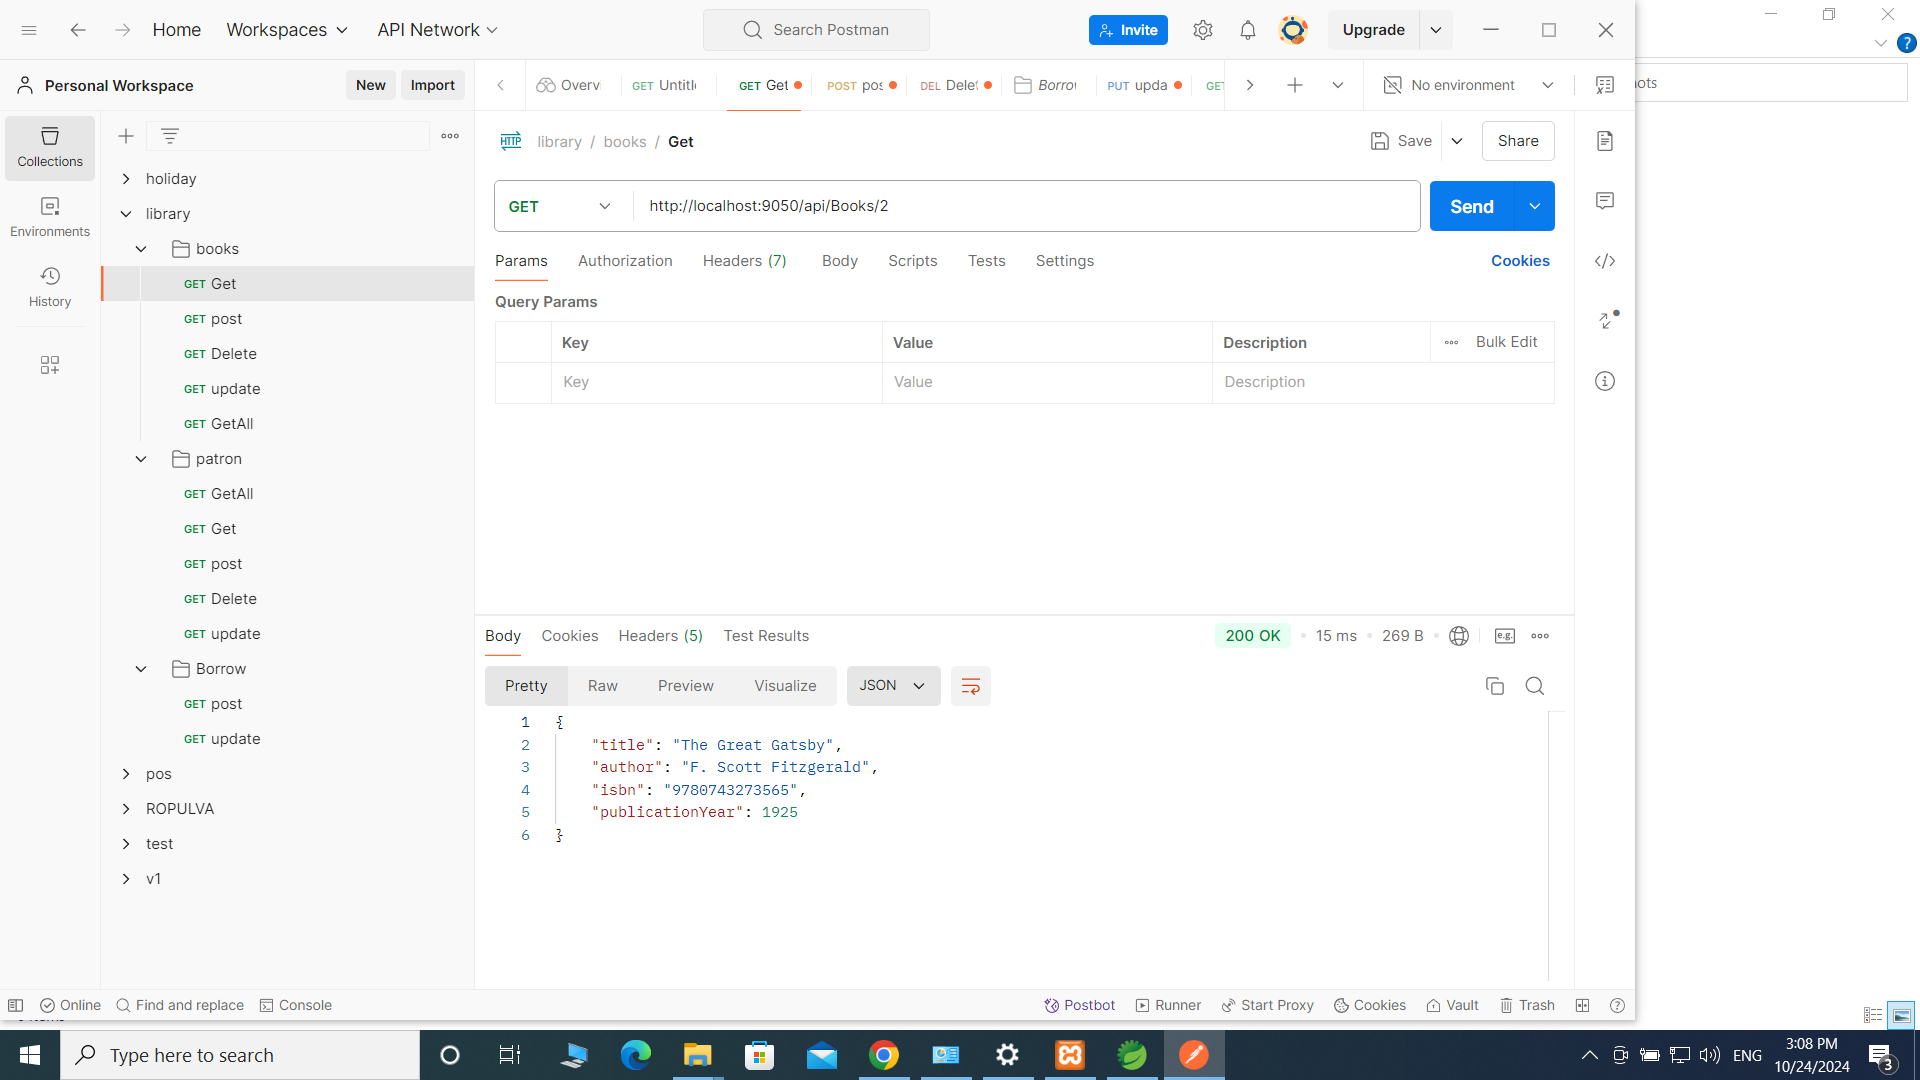 Home Workspaces API Network Search Postman Invite Upgrade
Personal Workspace New Import
Overv GET Untitle GET Get POST pos DEL Delet Borrow PUT upda GET No environment
ots
Collections
Environments
History
holiday
library
books
GET Get
GET post
GET Delete
GET update
GET GetAll
patron
GET GetAll
GET Get
GET post
GET Delete
GET update
Borrow
GET post
GET update
pos
ROPULVA
test
v1
HTTP library / books / Get Save Share
GET http://localhost:9050/api/Books/2 Send
Params Authorization Headers (7) Body Scripts Tests Settings Cookies
Query Params
Key Value Description Bulk Edit
Key Value Description
Body Cookies Headers (5) Test Results 200 OK 15 ms 269 B e.g.
Pretty Raw Preview Visualize JSON
1 {
2 "title": "The Great Gatsby",
3 "author": "F. Scott Fitzgerald",
4 "isbn": "9780743273565",
5 "publicationYear": 1925
6 }
Online Find and replace Console Postbot Runner Start Proxy Cookies Vault Trash
Type here to search ENG 3:08 PM
10/24/2024 3